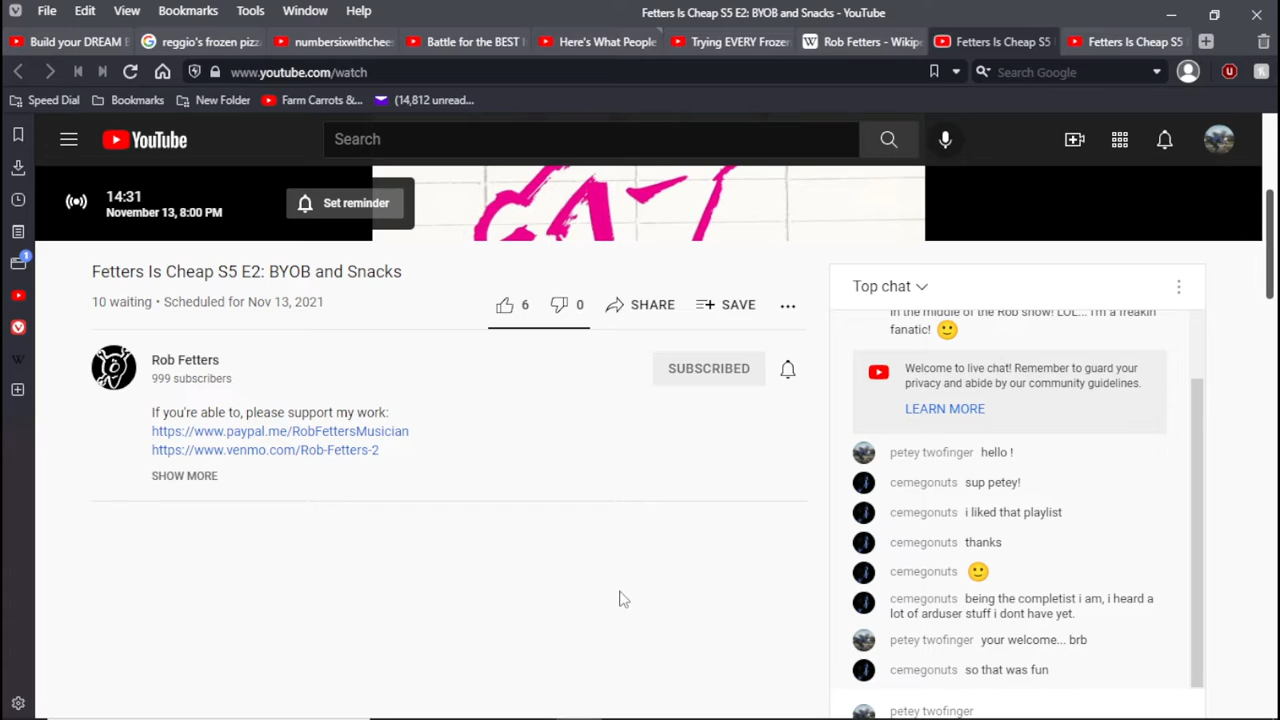 File Edit View Bookmarks Tools Window Help
Fetters Is Cheap S5 E2: BYOB and Snacks - YouTube
Build your DREAM
reggio's frozen pizz
numbersixwithchee
Battle for the BEST
Here's What People
Trying EVERY Frozen
Rob Fetters - Wikip
Fetters Is Cheap S5
Fetters Is Cheap S5
www.youtube.com/watch
Search Google
Speed Dial
Bookmarks
New Folder
Farm Carrots &...
(14,812 unread...
YouTube
Search
14:31
November 13, 8:00 PM
Set reminder
Fetters Is Cheap S5 E2: BYOB and Snacks
10 waiting • Scheduled for Nov 13, 2021
6
0
SHARE
SAVE
Rob Fetters
999 subscribers
SUBSCRIBED
If you're able to, please support my work:
https://www.paypal.me/RobFettersMusician
https://www.venmo.com/Rob-Fetters-2
SHOW MORE
1
Top chat
in the middle of the Rob show! LOL... I'm a freakin
fanatic!
Welcome to live chat! Remember to guard your
privacy and abide by our community guidelines.
LEARN MORE
petey twofinger hello !
cemegonuts sup petey!
cemegonuts i liked that playlist
cemegonuts thanks
cemegonuts
cemegonuts being the completist i am, i heard a
lot of arduser stuff i dont have yet.
petey twofinger your welcome... brb
cemegonuts so that was fun
petey twofinger